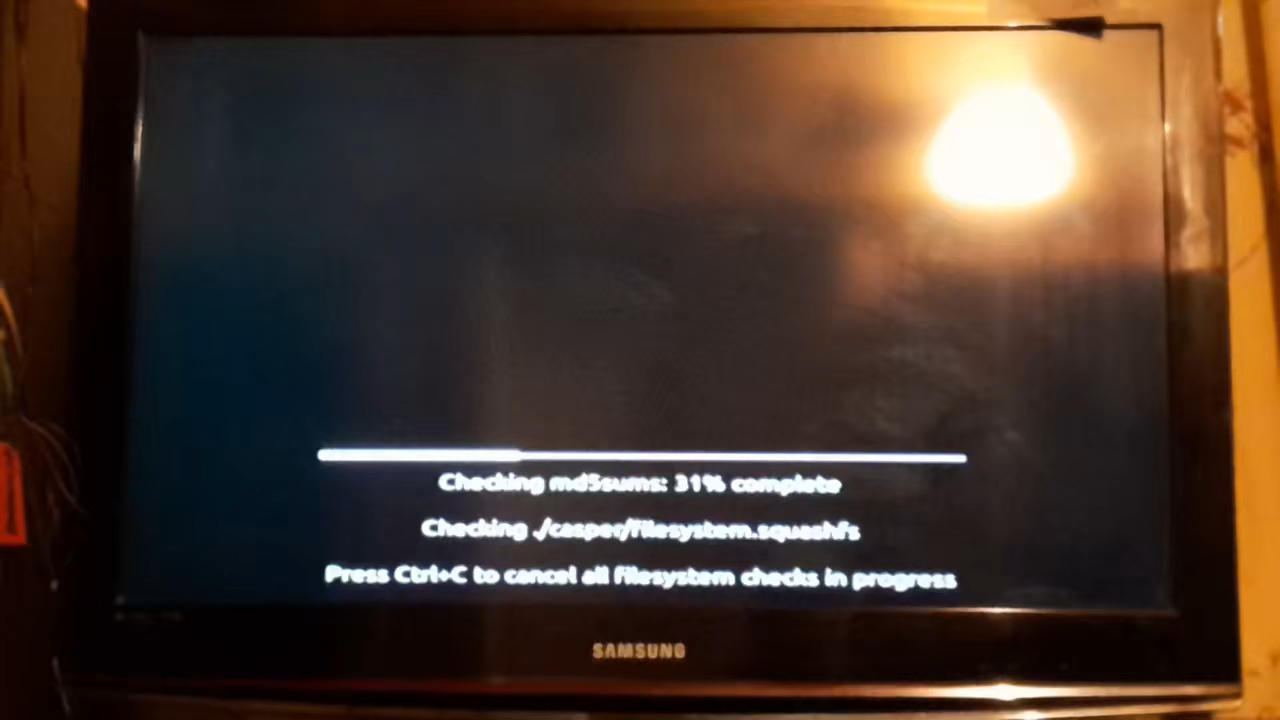 Checking md5sums: 31% complete
Checking ./casper/filesystem.squashfs
Press Ctrl+C to cancel all filesystem checks in progress
SAMSUNG